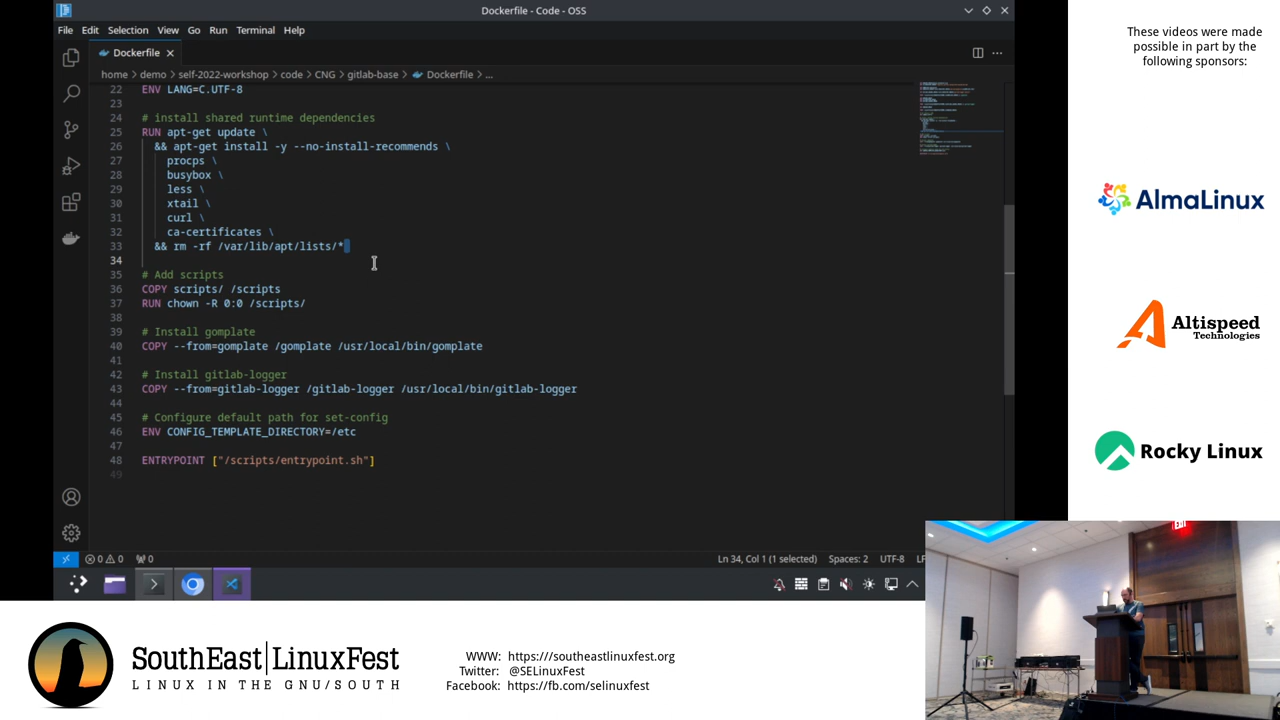 Dockerfile - Code - OSS
File Edit Selection View Go Run Terminal Help
Dockerfile
home > demo > self-2022-workshop > code > CNG > gitlab-base > Dockerfile > ...
22 ENV LANG=C.UTF-8
23
24 # install shared runtime dependencies
25 RUN apt-get update \
26 && apt-get install -y --no-install-recommends \
27 procps \
28 busybox \
29 less \
30 xtail \
31 curl \
32 ca-certificates \
33 && rm -rf /var/lib/apt/lists/*
34
35 # Add scripts
36 COPY scripts/ /scripts
37 RUN chown -R 0:0 /scripts/
38
39 # Install gomplate
40 COPY --from=gomplate /gomplate /usr/local/bin/gomplate
41
42 # Install gitlab-logger
43 COPY --from=gitlab-logger /gitlab-logger /usr/local/bin/gitlab-logger
44
45 # Configure default path for set-config
46 ENV CONFIG_TEMPLATE_DIRECTORY=/etc
47
48 ENTRYPOINT ["/scripts/entrypoint.sh"]
49
0 0 0 Ln 34, Col 1 (1 selected) Spaces: 2 UTF-8 LF
These videos were made
possible in part by the
following sponsors:
AlmaLinux
Altispeed
Technologies
Rocky Linux
EXIT
SouthEast LinuxFest
LINUX IN THE GNU/SOUTH
WWW: https:///southeastlinuxfest.org
Twitter: @SELinuxFest
Facebook: https://fb.com/selinuxfest